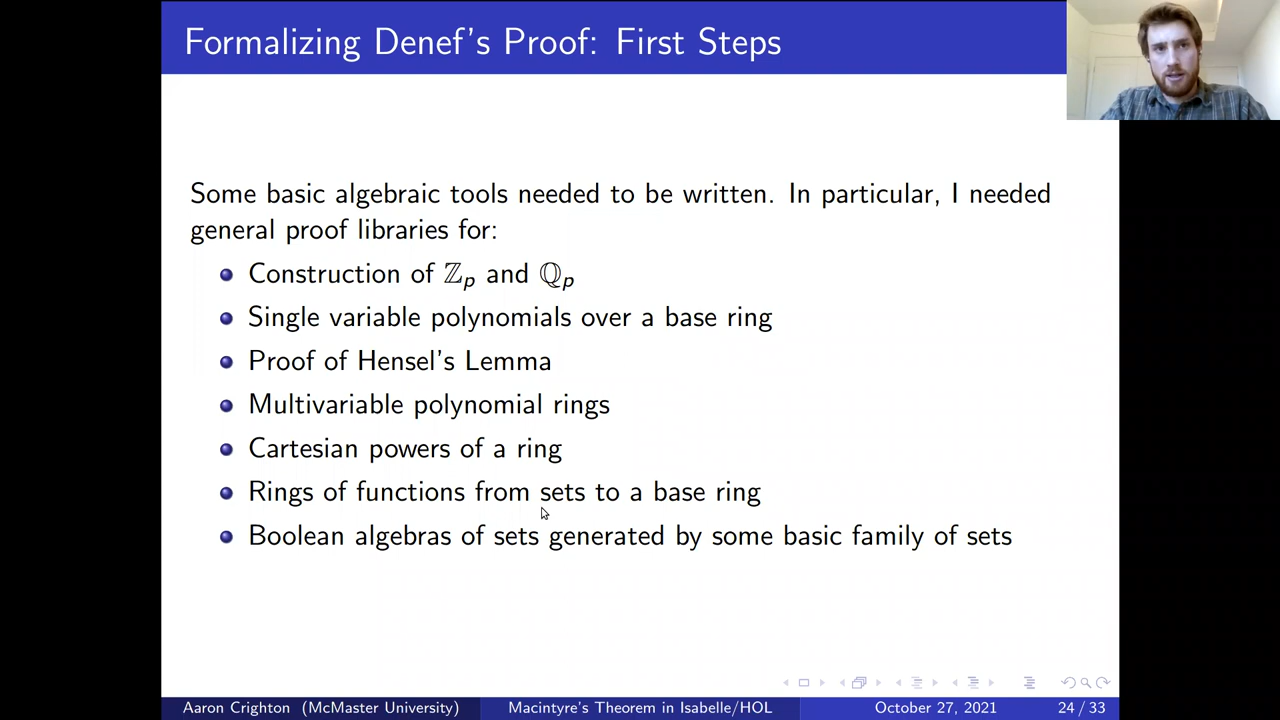 Formalizing Denef's Proof: First Steps
Some basic algebraic tools needed to be written. In particular, I needed
general proof libraries for:
Construction of ℤp and ℚp
Single variable polynomials over a base ring
Proof of Hensel's Lemma
Multivariable polynomial rings
Cartesian powers of a ring
Rings of functions from sets to a base ring
Boolean algebras of sets generated by some basic family of sets
Aaron Crighton (McMaster University) Macintyre's Theorem in Isabelle/HOL October 27, 2021 24 / 33